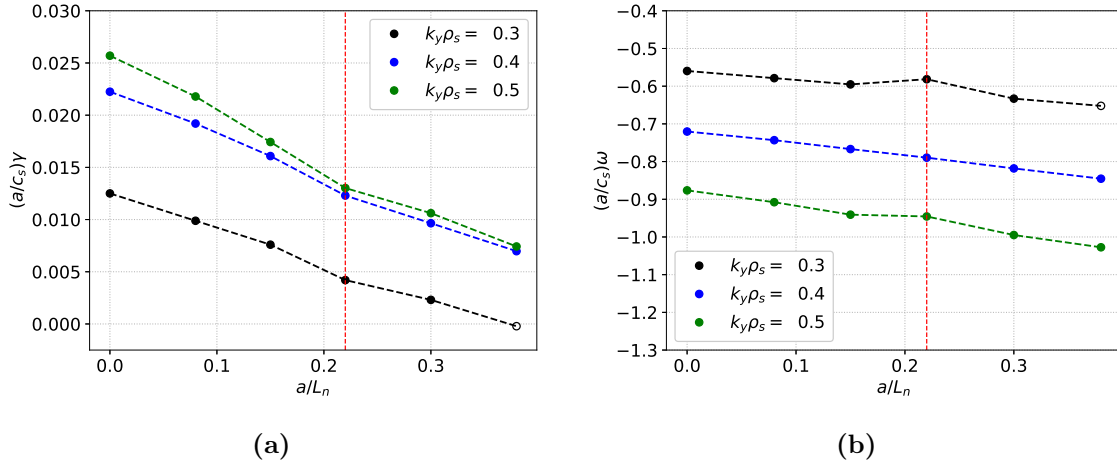 0.030
0.025
0.020
0.015
0.010
0.005
0.000
(a/c_s)γ
0.0 0.1 0.2 0.3
a/L_n
k_yρ_s = 0.3
k_yρ_s = 0.4
k_yρ_s = 0.5
(a)
−0.4
−0.5
−0.6
−0.7
−0.8
−0.9
−1.0
−1.1
−1.2
−1.3
(a/c_s)ω
0.0 0.1 0.2 0.3
a/L_n
k_yρ_s = 0.3
k_yρ_s = 0.4
k_yρ_s = 0.5
(b)